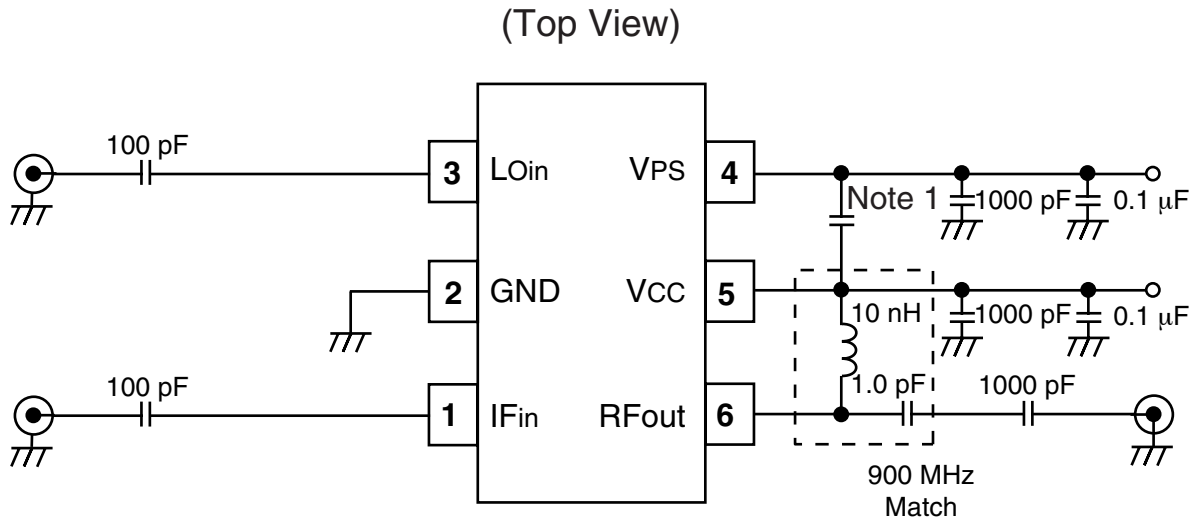 (Top View)
100 pF
3 LOin VPS 4
Note 1 1000 pF 0.1 μF
2 GND VCC 5
10 nH 1000 pF 0.1 μF
100 pF
1.0 pF 1000 pF
1 IFin RFout 6
900 MHz
Match